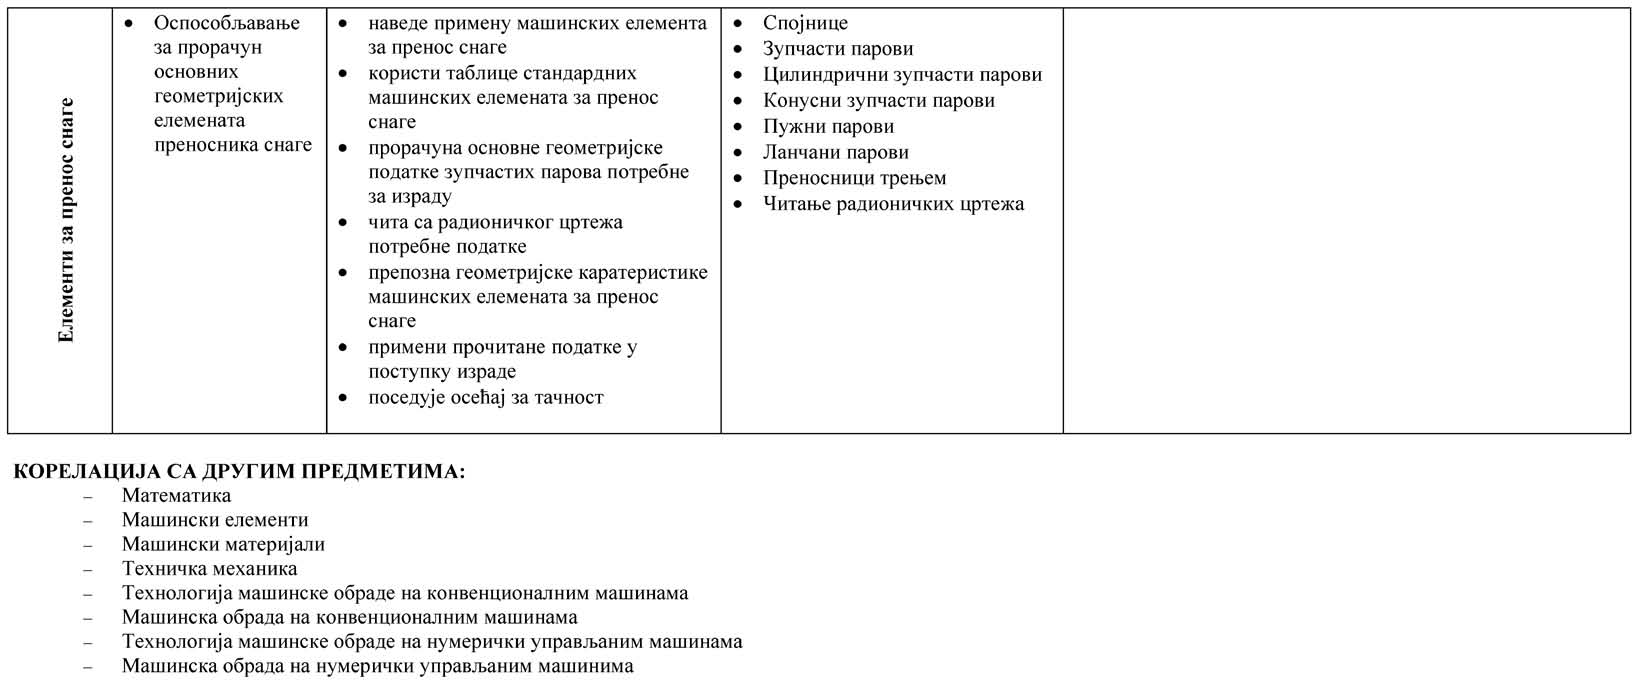 Елементи за пренос снаге
• Оспособљавање
за прорачун
основних
геометријских
елемената
преносника снаге
• наведе примену машинских елемента
за пренос снаге
• користи таблице стандардних
машинских елемената за пренос
снаге
• прорачуна основне геометријске
податке зупчастих парова потребне
за израду
• чита са радионичког цртежа
потребне податке
• препозна геометријске каратеристике
машинских елемената за пренос
снаге
• примени прочитане податке у
поступку израде
• поседује осећај за тачност
• Спојнице
• Зупчасти парови
• Цилиндрични зупчасти парови
• Конусни зупчасти парови
• Пужни парови
• Ланчани парови
• Преносници трењем
• Читање радионичких цртежа
КОРЕЛАЦИЈА СА ДРУГИМ ПРЕДМЕТИМА:
– Математика
– Машински елементи
– Машински материјали
– Техничка механика
– Технологија машинске обраде на конвенционалним машинама
– Машинска обрада на конвенционалним машинама
– Технологија машинске обраде на нумерички управљаним машинама
– Машинска обрада на нумерички управљаним машинима